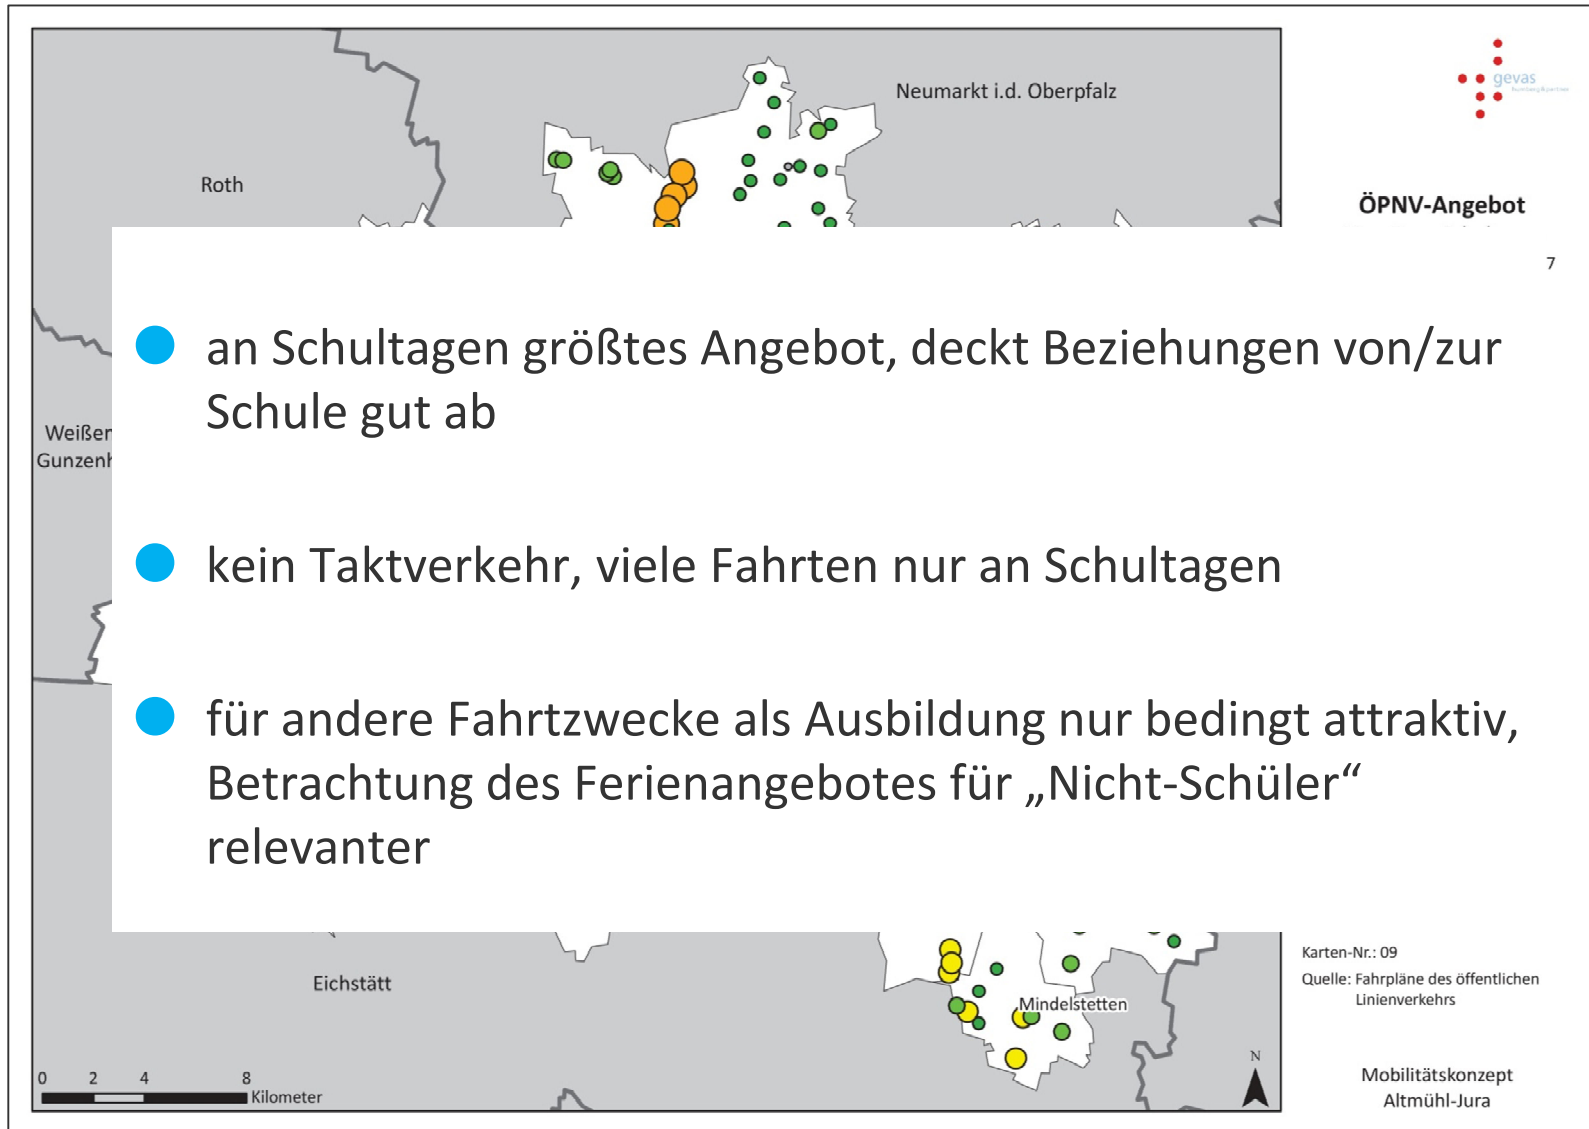 Neumarkt i.d. Oberpfalz
gevas
Roth
ÖPNV-Angebot
7
an Schultagen größtes Angebot, deckt Beziehungen von/zur
Schule gut ab
Weißen
Gunzenh
kein Taktverkehr, viele Fahrten nur an Schultagen
für andere Fahrtzwecke als Ausbildung nur bedingt attraktiv,
Betrachtung des Ferienangebotes für „Nicht-Schüler“
relevanter
Karten-Nr.: 09
Quelle: Fahrpläne des öffentlichen
Linienverkehrs
Eichstätt
Mindelstetten
N
0 2 4 8
Kilometer
Mobilitätskonzept
Altmühl-Jura